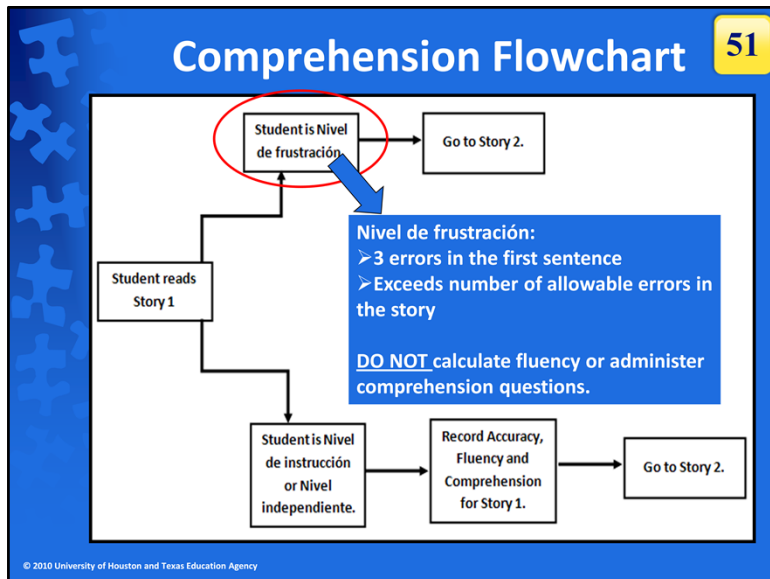 Comprehension Flowchart
51
Student is Nivel
de frustración.
Go to Story 2.
Nivel de frustración:
➢3 errors in the first sentence
➢Exceeds number of allowable errors in
the story
DO NOT calculate fluency or administer
comprehension questions.
Student reads
Story 1
Student is Nivel
de instrucción
or Nivel
independiente.
Record Accuracy,
Fluency and
Comprehension
for Story 1.
Go to Story 2.
© 2010 University of Houston and Texas Education Agency